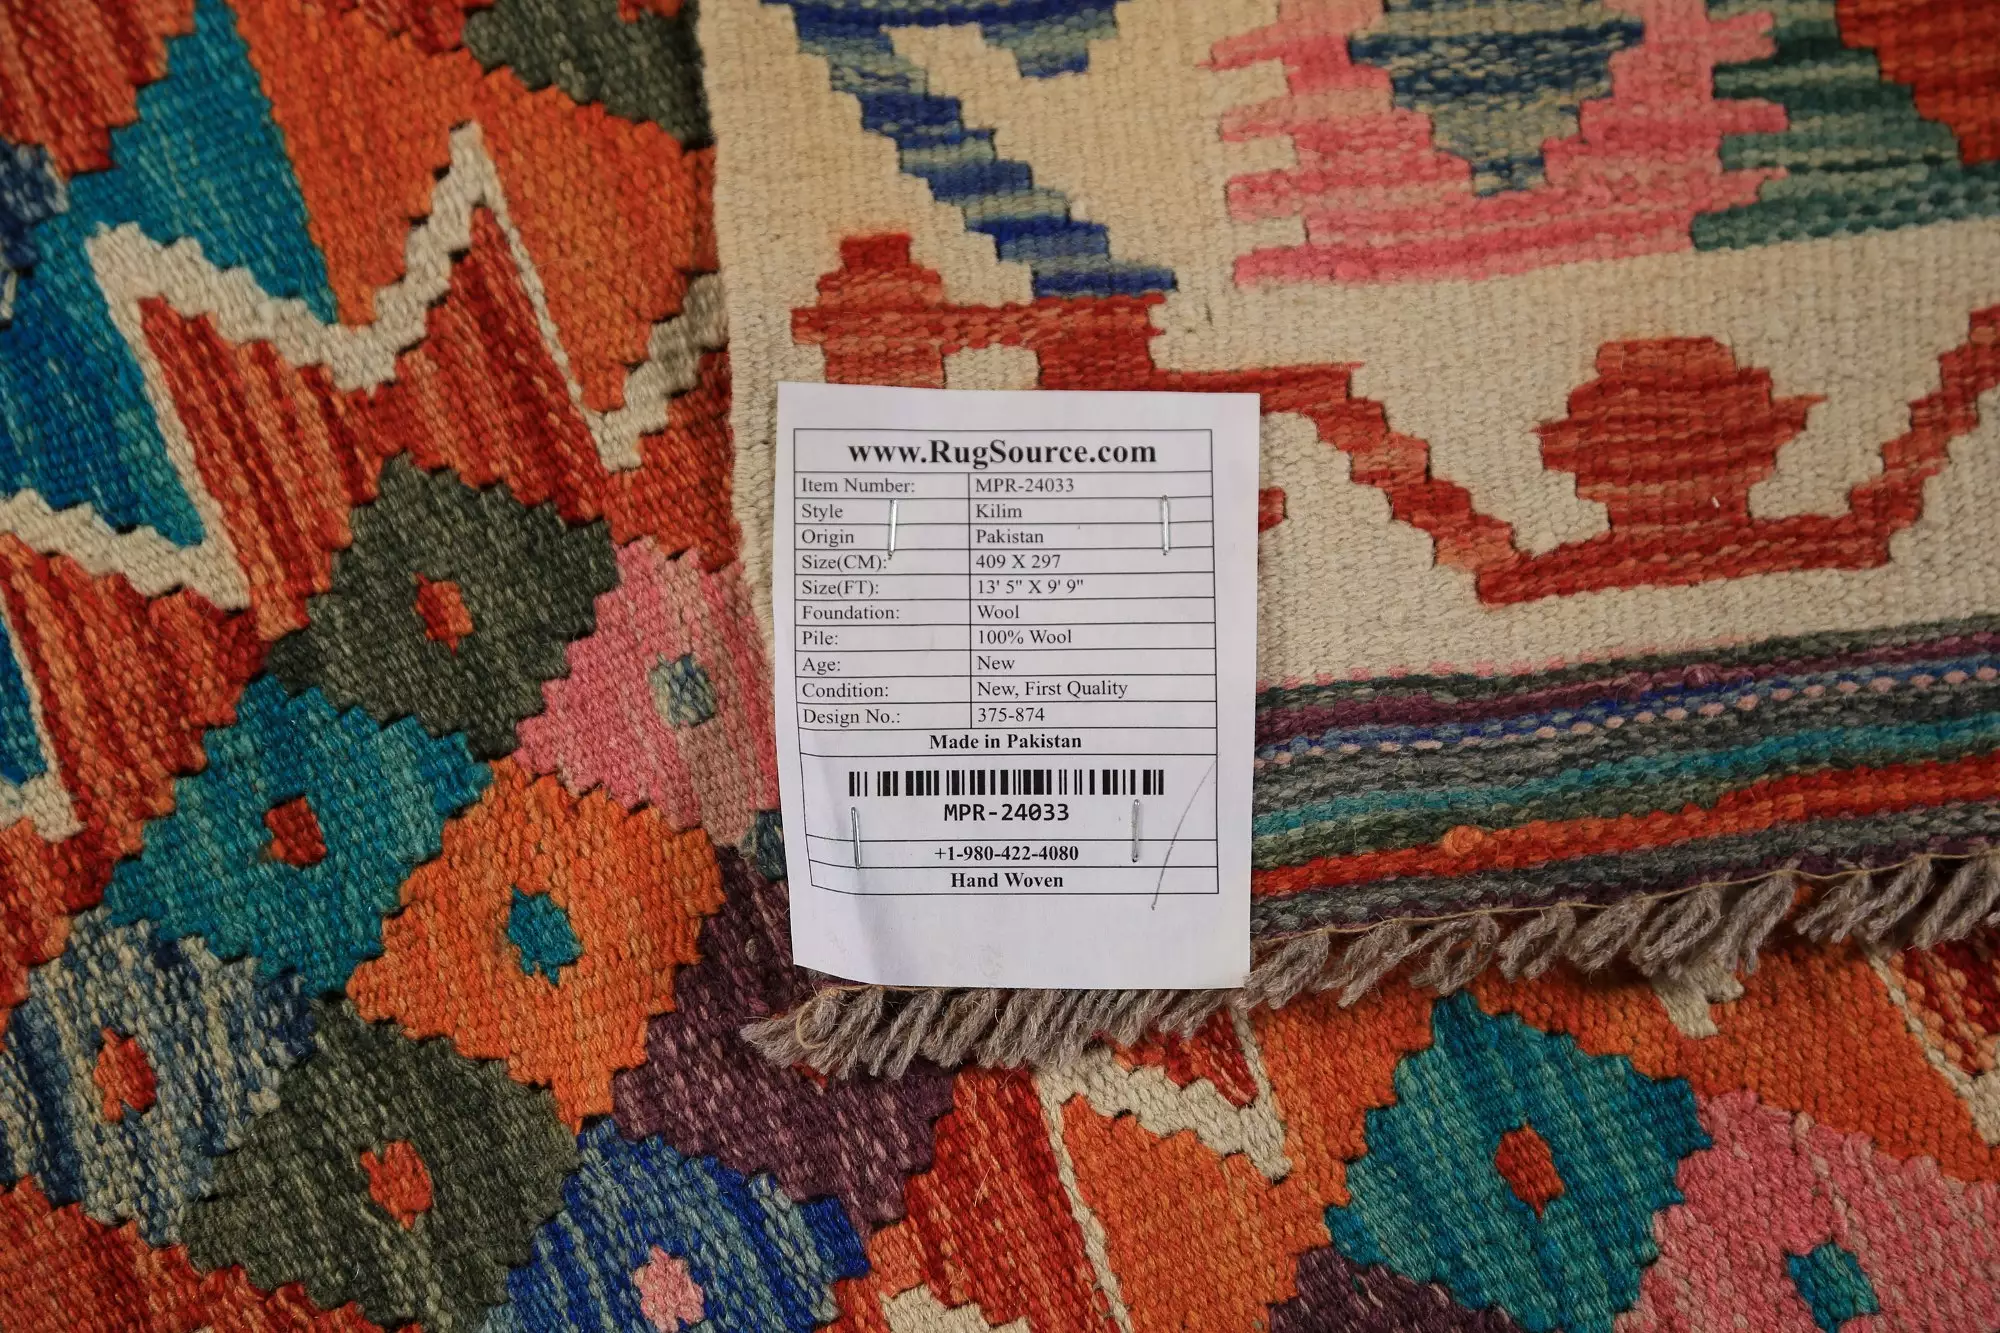 www.RugSource.com
Item Number: MPR-24033
Style Kilim
Origin Pakistan
Size(CM): 409 X 297
Size(FT): 13' 5" X 9' 9"
Foundation: Wool
Pile: 100% Wool
Age: New
Condition: New, First Quality
Design No.: 375-874
Made in Pakistan
MPR-24033
+1-980-422-4080
Hand Woven